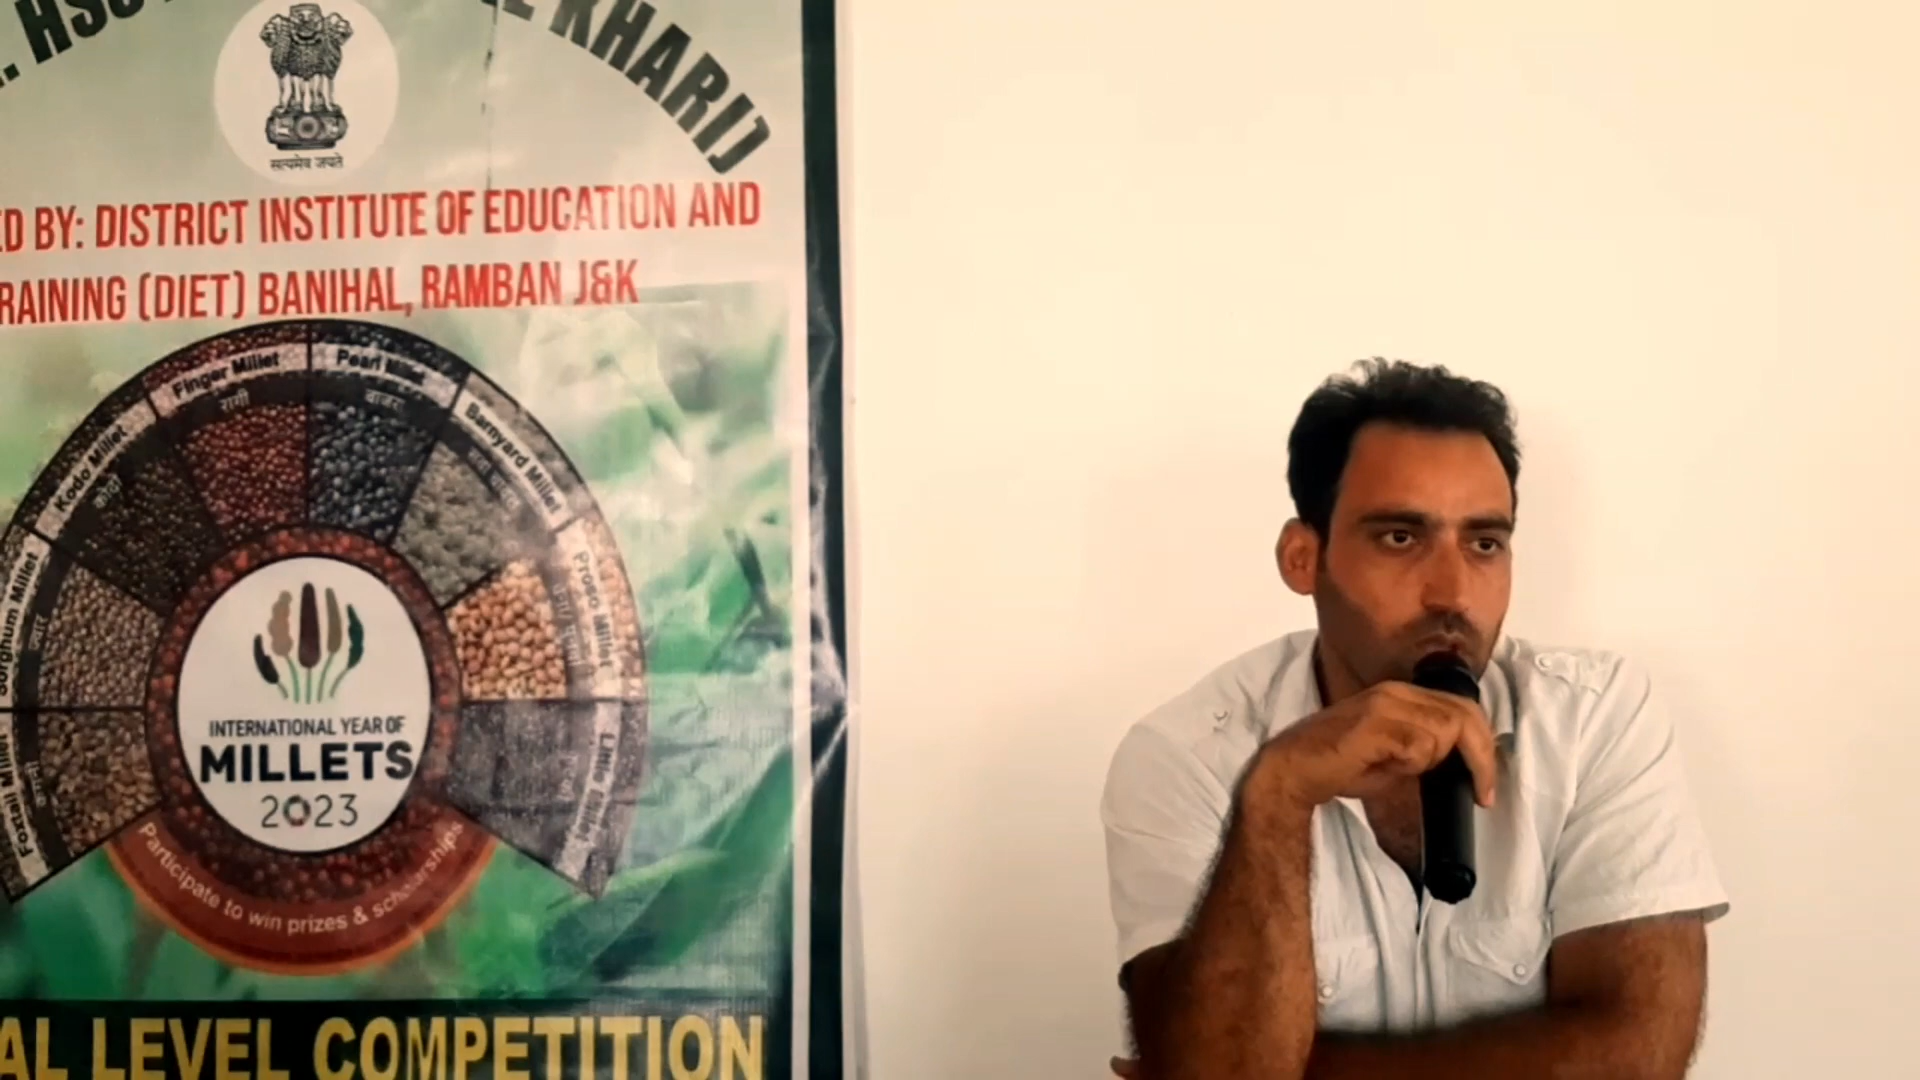 KHARI)
सत्यमेव जयते
ED BY: DISTRICT INSTITUTE OF EDUCATION AND
RAINING (DIET) BANIHAL, RAMBAN J&K
Foxtail Millet
Sorghum Millet
Kodo Millet
कोदो
Finger Millet
रागी
Pearl Millet
बाजरा
Barnyard Millet
Proso Millet
Little Millet
INTERNATIONAL YEAR OF
MILLETS
2023
Participate to win prizes & scholarships
AL LEVEL COMPETITION